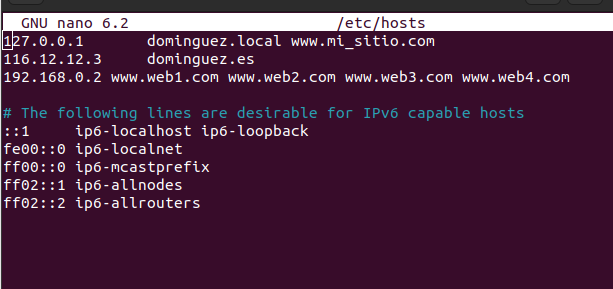 GNU nano 6.2 /etc/hosts
127.0.0.1 dominguez.local www.mi_sitio.com
116.12.12.3 dominguez.es
192.168.0.2 www.web1.com www.web2.com www.web3.com www.web4.com
# The following lines are desirable for IPv6 capable hosts
::1 ip6-localhost ip6-loopback
fe00::0 ip6-localnet
ff00::0 ip6-mcastprefix
ff02::1 ip6-allnodes
ff02::2 ip6-allrouters